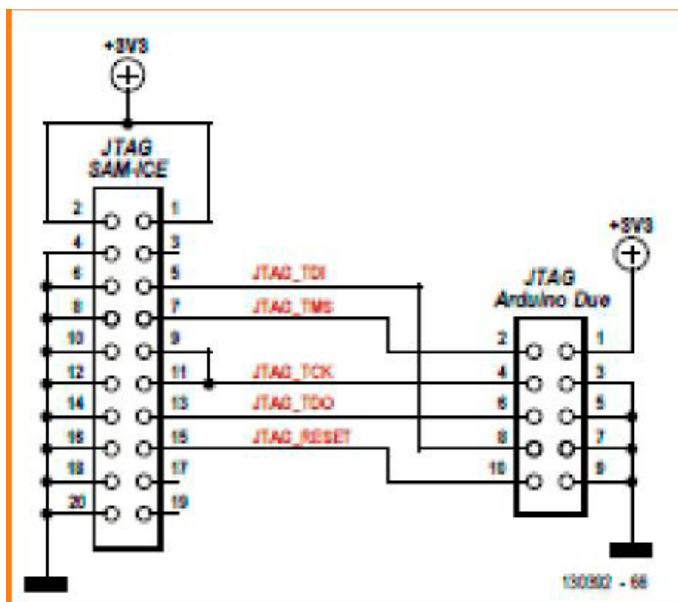 +3V3
JTAG
SAM-ICE
2 1
4 3
6 5
8 7
10 9
12 11
14 13
16 15
18 17
20 19
JTAG_TDI
JTAG_TMS
JTAG_TCK
JTAG_TDO
JTAG_RESET
+3V3
JTAG
Arduino Due
2 1
4 3
6 5
8 7
10 9
130302 - 66